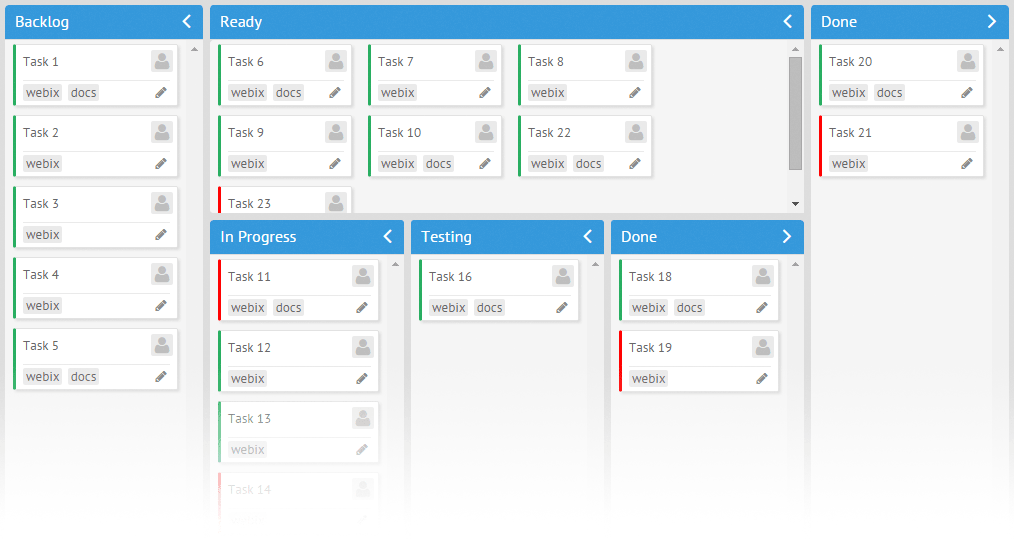 Backlog
Task 1
webix docs
Task 2
webix
Task 3
webix
Task 4
webix
Task 5
webix docs
Ready
Task 6
webix docs
Task 7
webix
Task 8
webix
Task 9
webix
Task 10
webix docs
Task 22
webix docs
Task 23
In Progress
Task 11
webix docs
Task 12
webix
Task 13
webix
Task 14
Testing
Task 16
webix docs
Done
Task 18
webix docs
Task 19
webix
Done
Task 20
webix docs
Task 21
webix